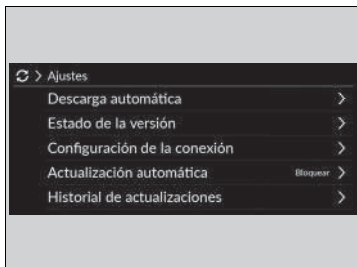 Ajustes
Descarga automática
Estado de la versión
Configuración de la conexión
Actualización automática Bloquear
Historial de actualizaciones